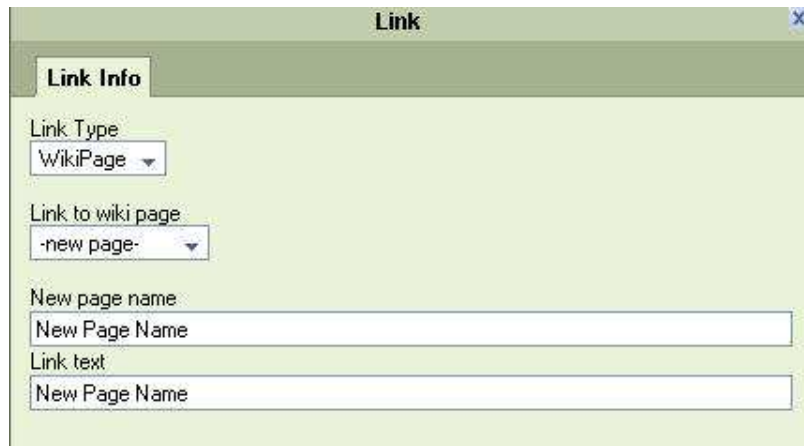 Link
Link Info
Link Type
WikiPage
Link to wiki page
-new page-
New page name
New Page Name
Link text
New Page Name